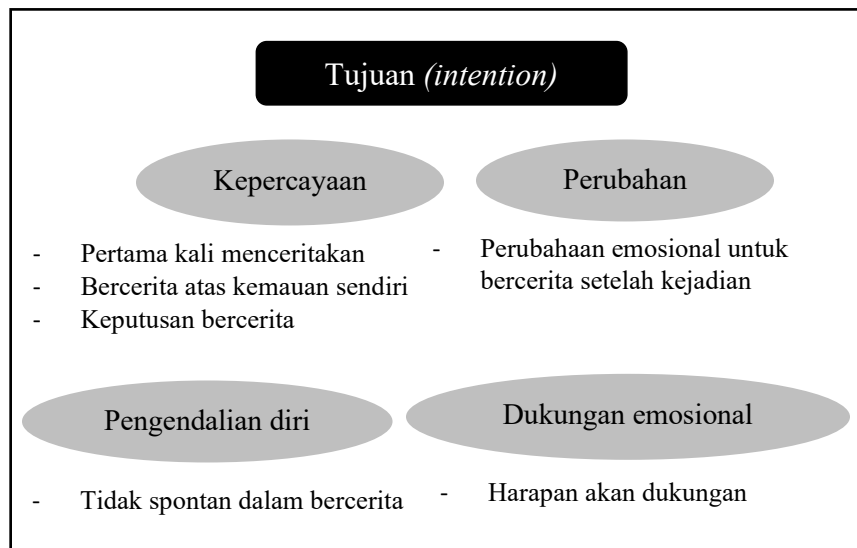 Tujuan (intention)
Kepercayaan
- Pertama kali menceritakan
- Bercerita atas kemauan sendiri
- Keputusan bercerita
Perubahan
- Perubahaan emosional untuk
bercerita setelah kejadian
Pengendalian diri
- Tidak spontan dalam bercerita
Dukungan emosional
- Harapan akan dukungan